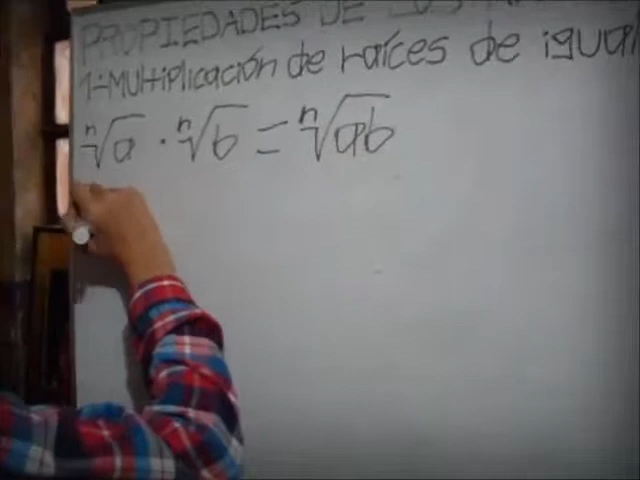 PROPIEDADES DE
1÷Multiplicación de raíces de igual
ⁿ√a · ⁿ√b = ⁿ√ab